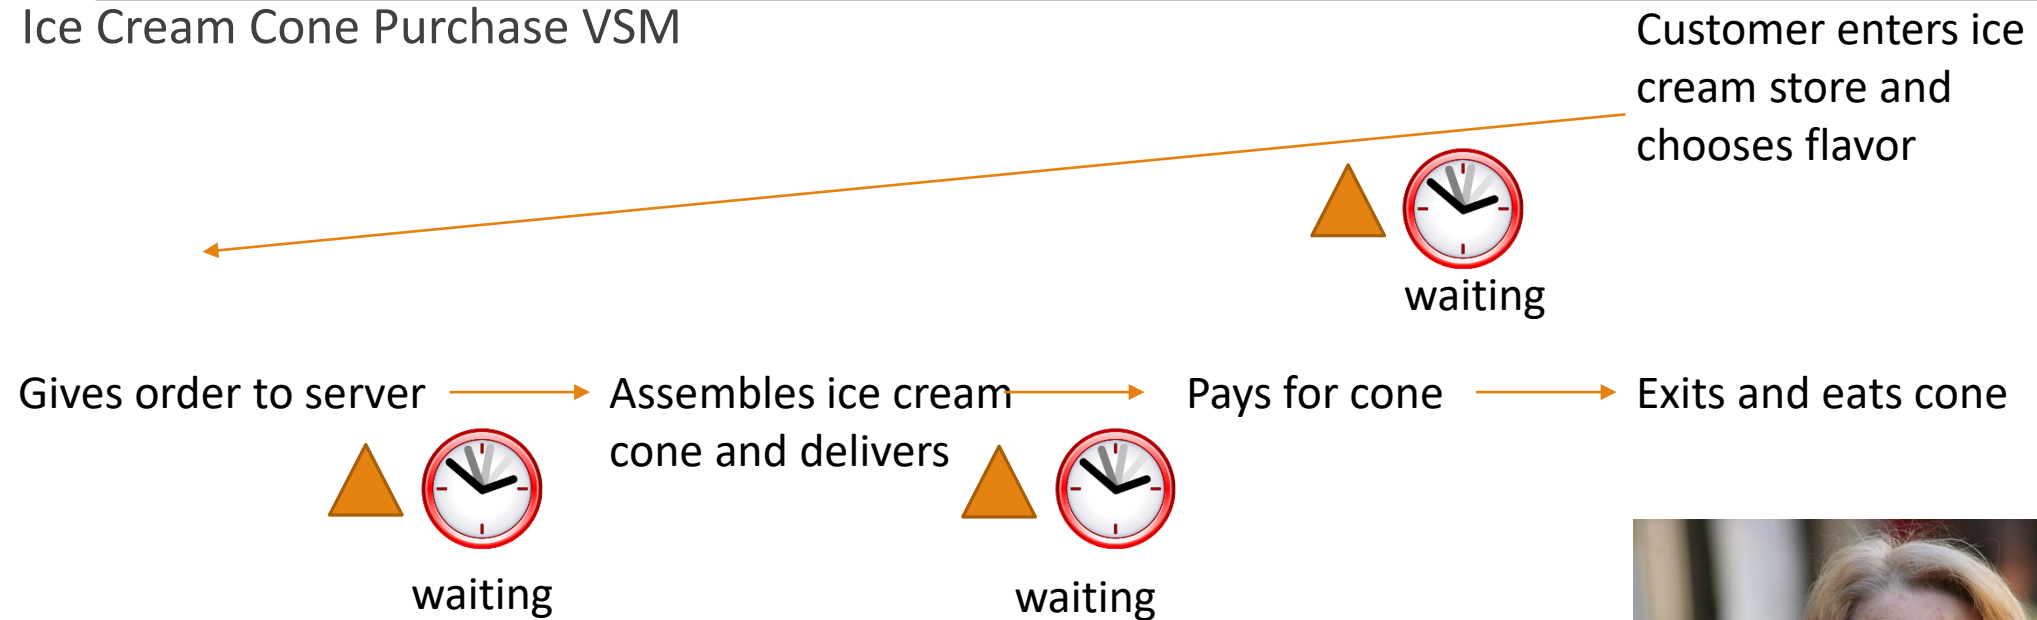 Ice Cream Cone Purchase VSM
Customer enters ice
cream store and
chooses flavor
waiting
Gives order to server
Assembles ice cream
cone and delivers
Pays for cone
Exits and eats cone
waiting
waiting